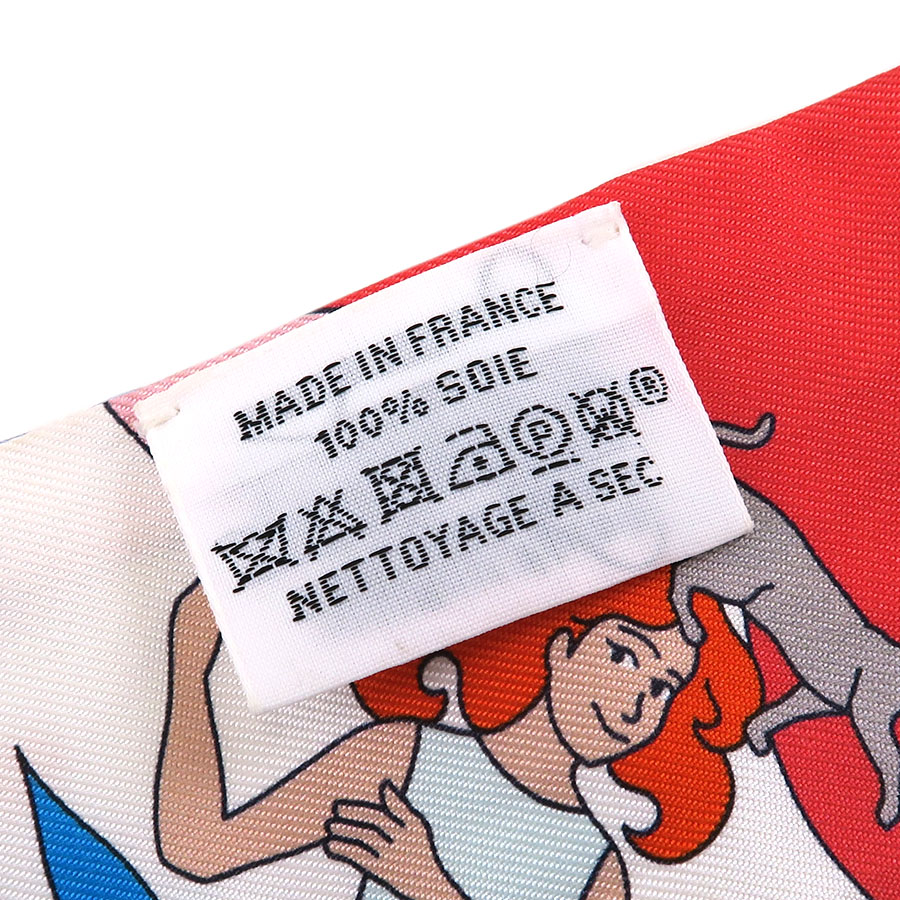 MADE IN FRANCE
100% SOIE
P ®
NETTOYAGE A SEC